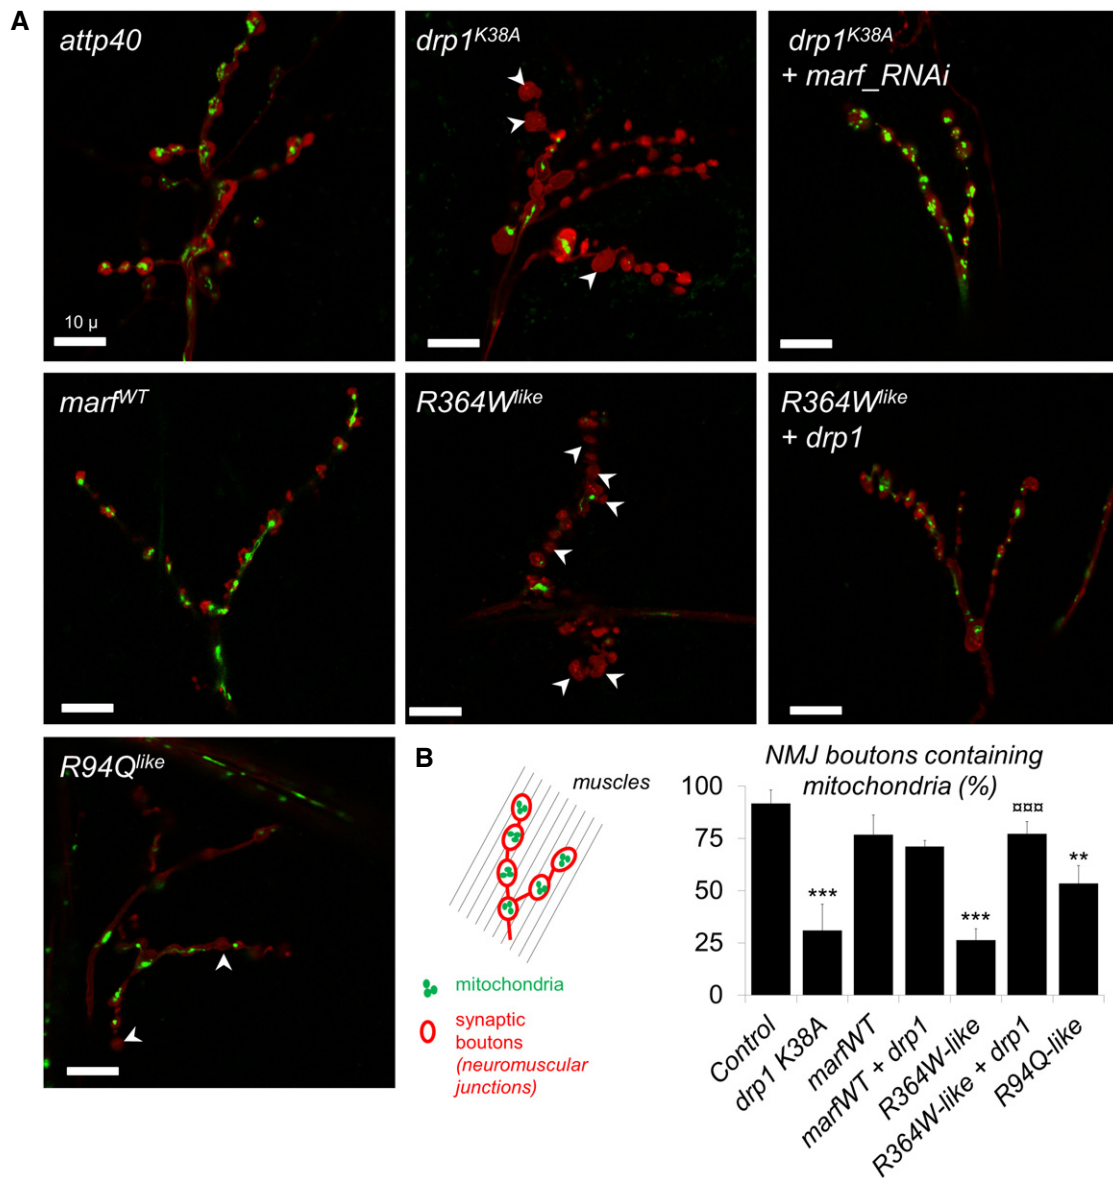 A
attp40
drp1K38A
drp1K38A
+ marf_RNAi
10 μ
marfWT
R364Wlike
R364Wlike
+ drp1
R94Qlike
B
muscles
mitochondria
synaptic
boutons
(neuromuscular
junctions)
NMJ boutons containing
mitochondria (%)
100
75
50
25
0
***
***
¤¤¤
**
Control
drp1 K38A
marfWT
marfWT + drp1
R364W-like
R364W-like + drp1
R94Q-like